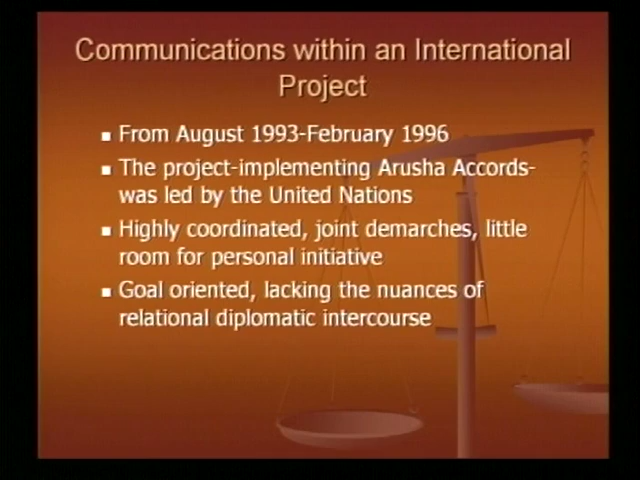 Communications within an International
Project
■ From August 1993-February 1996
■ The project-implementing Arusha Accords-
was led by the United Nations
■ Highly coordinated, joint demarches, little
room for personal initiative
■ Goal oriented, lacking the nuances of
relational diplomatic intercourse